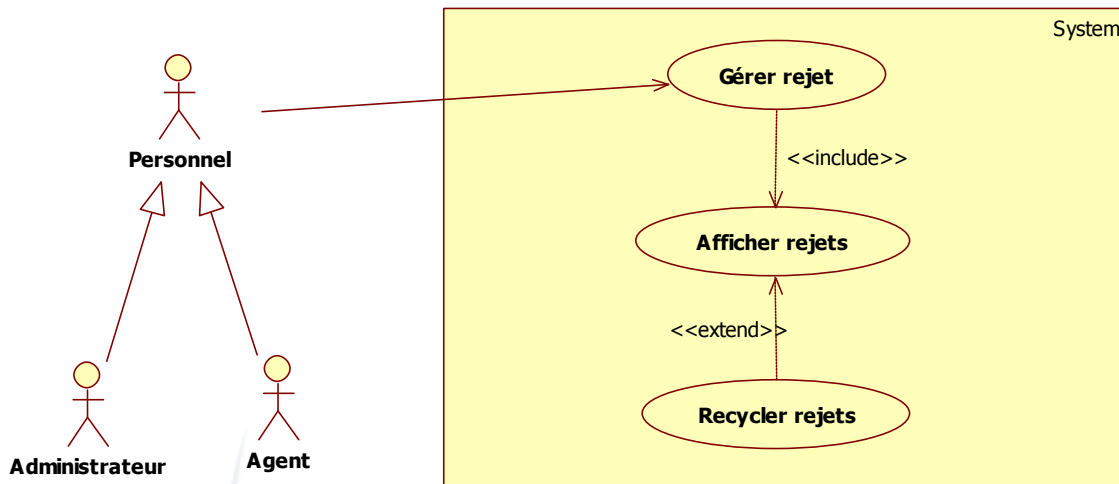 System
Gérer rejet
Personnel
<<include>>
Afficher rejets
<<extend>>
Recycler rejets
Administrateur
Agent